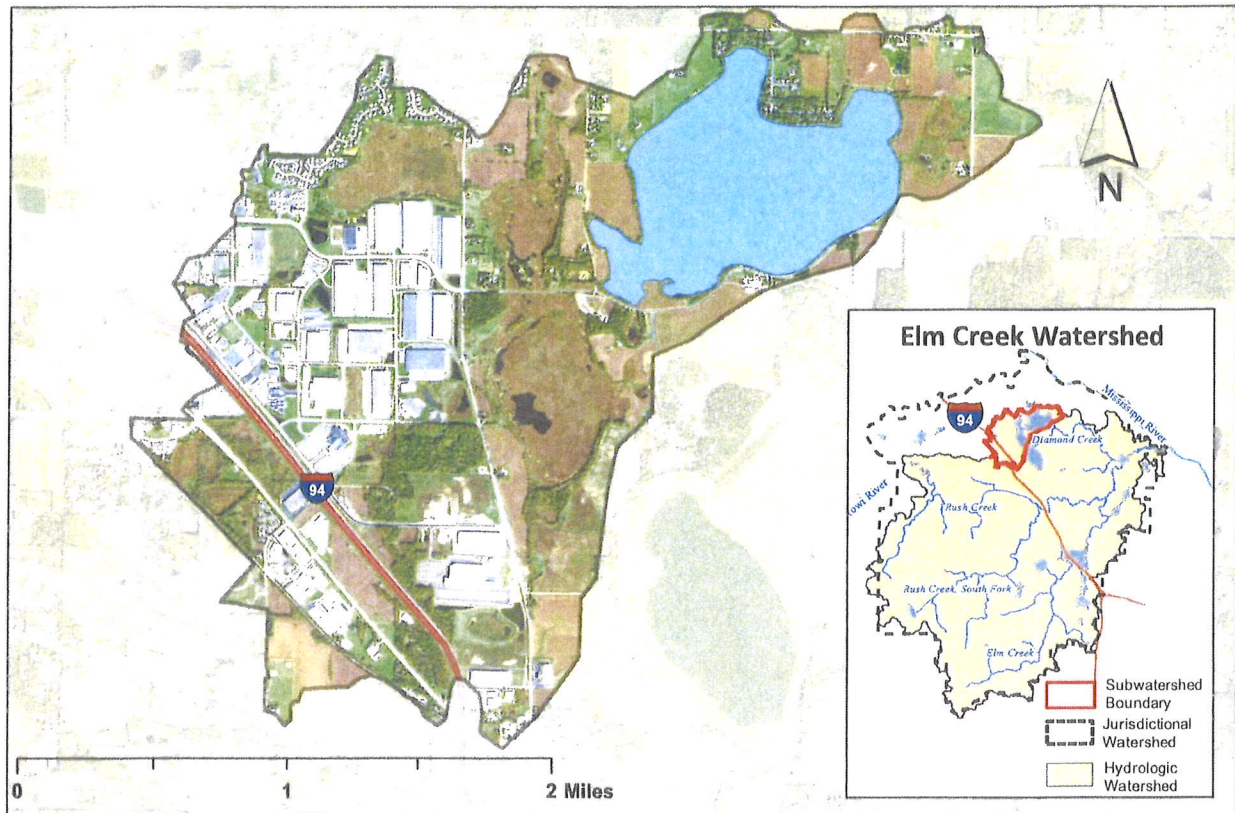 N
94
0
1
2 Miles
Elm Creek Watershed
94
Mississippi River
Diamond Creek
River
Rush Creek
Rush Creek, South Fork
Elm Creek
Subwatershed
Boundary
Jurisdictional
Watershed
Hydrologic
Watershed